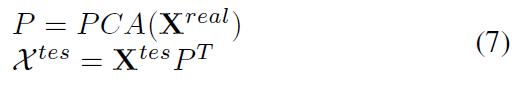 P = PCA(𝐗^{real})
𝒳^{tes} = 𝐗^{tes}P^T
(7)